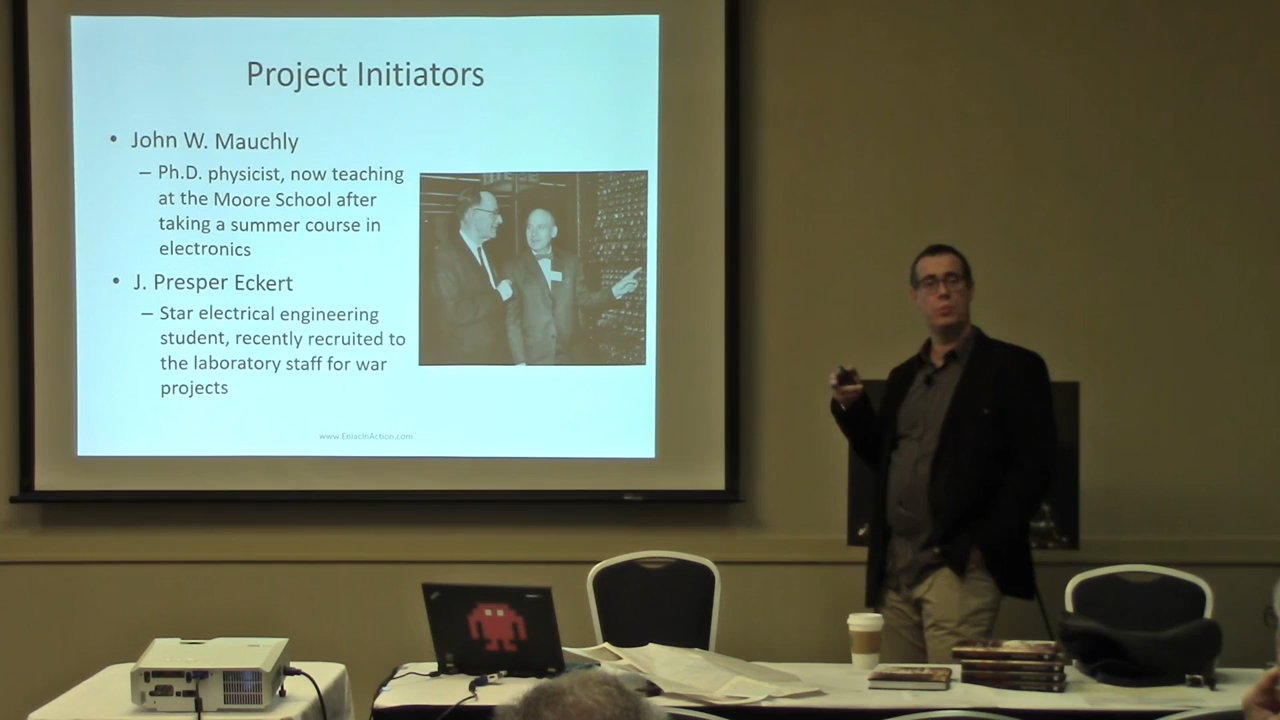 Project Initiators
• John W. Mauchly
– Ph.D. physicist, now teaching
at the Moore School after
taking a summer course in
electronics
• J. Presper Eckert
– Star electrical engineering
student, recently recruited to
the laboratory staff for war
projects
www.EniacInAction.com